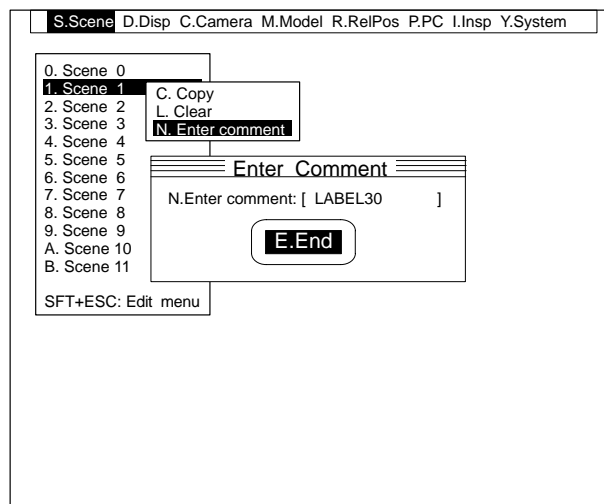 S.Scene D.Disp C.Camera M.Model R.RelPos P.PC I.Insp Y.System
0. Scene 0
1. Scene 1
2. Scene 2
3. Scene 3
4. Scene 4
5. Scene 5
6. Scene 6
7. Scene 7
8. Scene 8
9. Scene 9
A. Scene 10
B. Scene 11
SFT+ESC: Edit menu
C. Copy
L. Clear
N. Enter comment
Enter Comment
N.Enter comment: [ LABEL30 ]
E.End